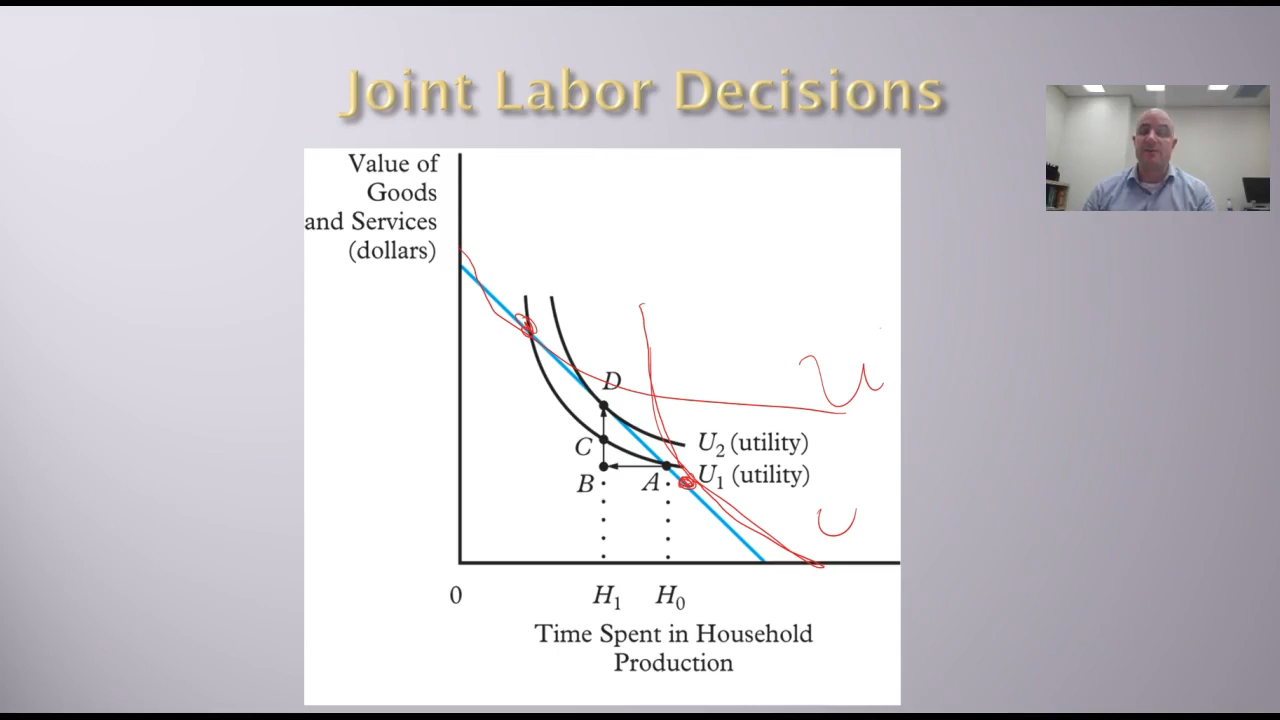 Joint Labor Decisions
Value of
Goods
and Services
(dollars)
D
C
B
A
U₂ (utility)
U₁ (utility)
0
H₁
H₀
Time Spent in Household
Production